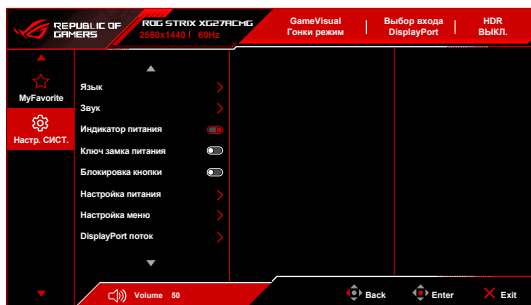 REPUBLIC OF
GAMERS
ROG STRIX XG27ACMG
2560x1440 | 60Hz
GameVisual
Гонки режим
Выбор входа
DisplayPort
HDR
ВЫКЛ.
MyFavorite
Настр. СИСТ.
Язык
Звук
Индикатор питания
Ключ замка питания
Блокировка кнопки
Настройка питания
Настройка меню
DisplayPort поток
Volume 50
Back
Enter
Exit